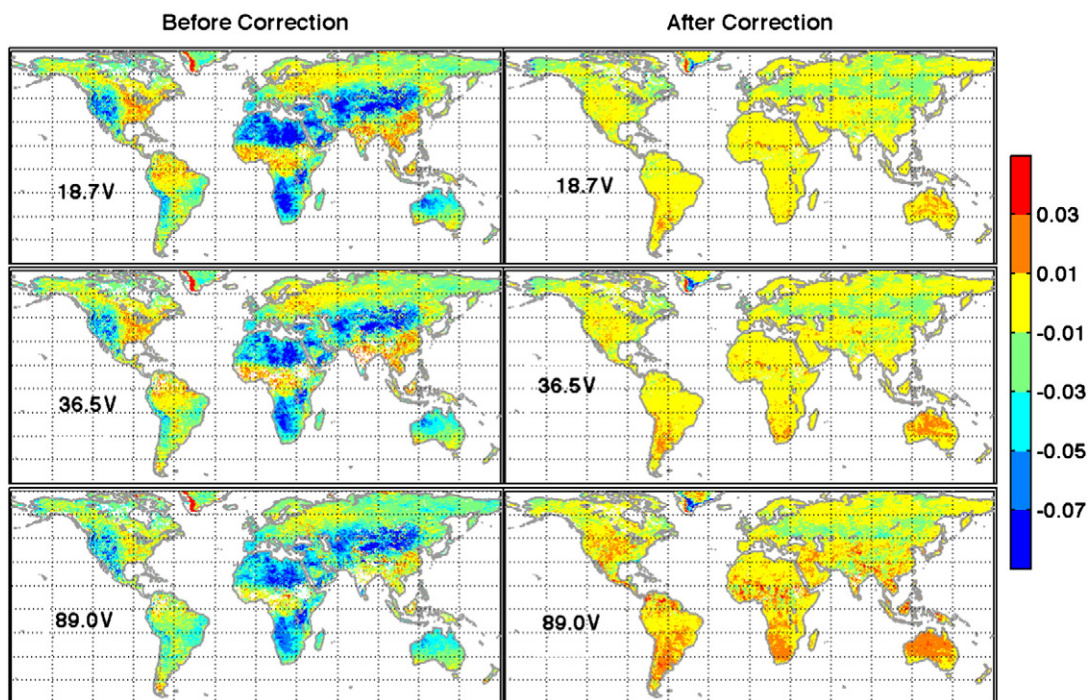 Before Correction
After Correction
18.7V
18.7V
36.5V
36.5V
89.0V
89.0V
0.03
0.01
-0.01
-0.03
-0.05
-0.07